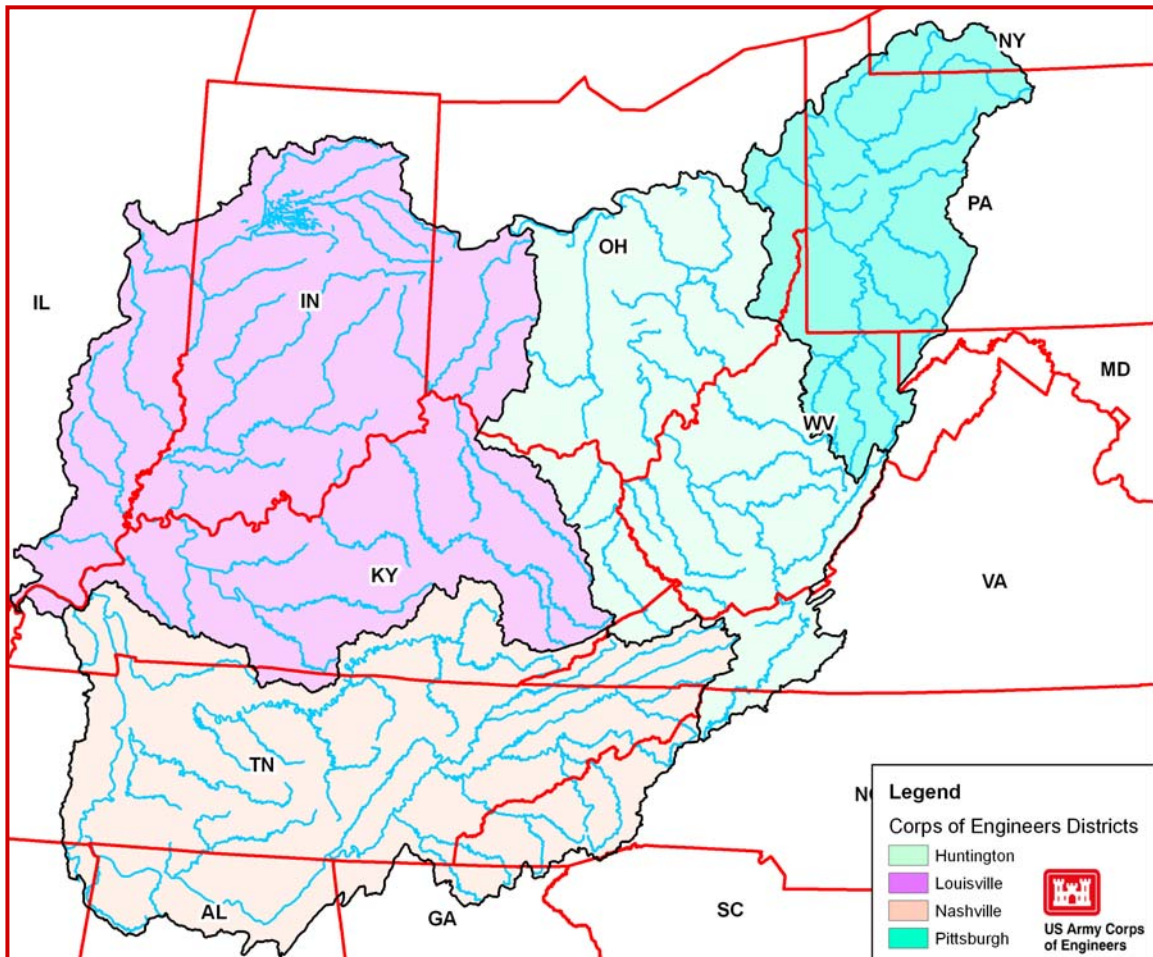 NY
PA
OH
IL
IN
MD
WV
KY
VA
TN
NC
AL
GA
SC
Legend
Corps of Engineers Districts
Huntington
Louisville
Nashville
Pittsburgh
US Army Corps
of Engineers